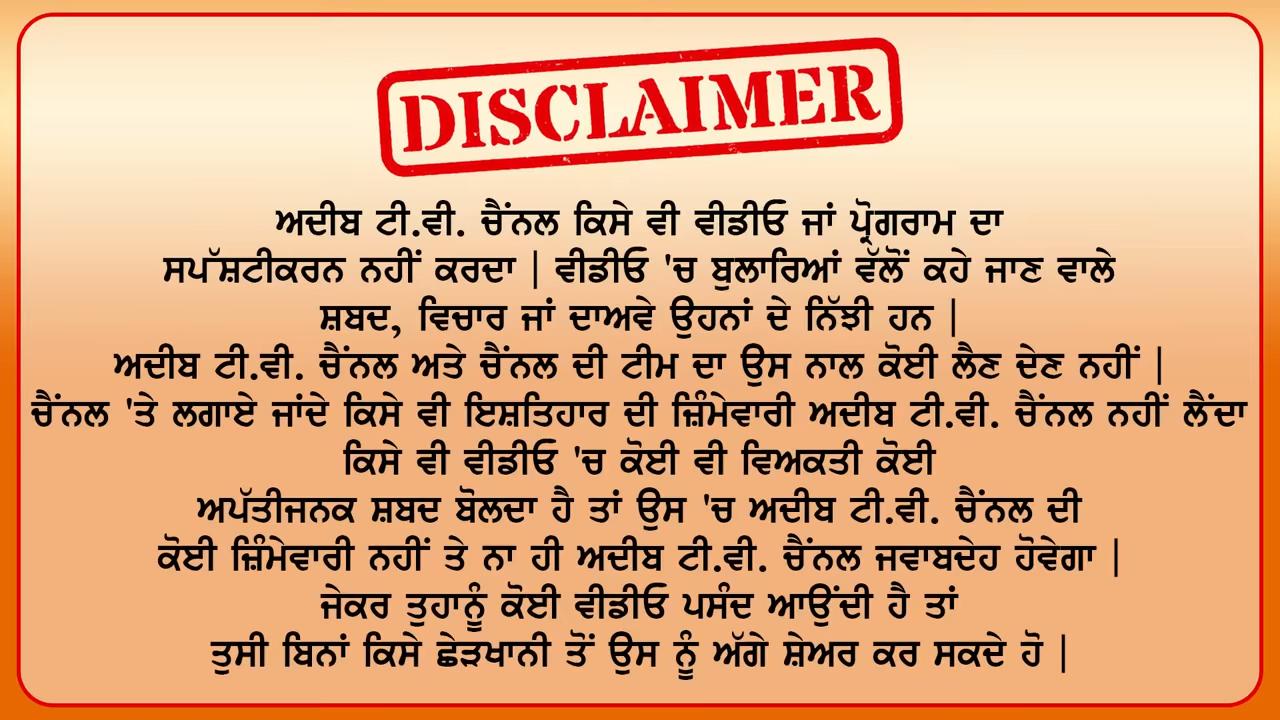 DISCLAIMER
ਅਦੀਬ ਟੀ.ਵੀ. ਚੈਂਨਲ ਕਿਸੇ ਵੀ ਵੀਡੀਓ ਜਾਂ ਪ੍ਰੋਗਰਾਮ ਦਾ
ਸਪੱਸ਼ਟੀਕਰਨ ਨਹੀਂ ਕਰਦਾ | ਵੀਡੀਓ 'ਚ ਬੁਲਾਰਿਆਂ ਵੱਲੋਂ ਕਹੇ ਜਾਣ ਵਾਲੇ
ਸ਼ਬਦ, ਵਿਚਾਰ ਜਾਂ ਦਾਅਵੇ ਉਹਨਾਂ ਦੇ ਨਿੱਝੀ ਹਨ |
ਅਦੀਬ ਟੀ.ਵੀ. ਚੈਂਨਲ ਅਤੇ ਚੈਂਨਲ ਦੀ ਟੀਮ ਦਾ ਉਸ ਨਾਲ ਕੋਈ ਲੈਣ ਦੇਣ ਨਹੀਂ |
ਚੈਂਨਲ 'ਤੇ ਲਗਾਏ ਜਾਂਦੇ ਕਿਸੇ ਵੀ ਇਸ਼ਤਿਹਾਰ ਦੀ ਜ਼ਿੰਮੇਵਾਰੀ ਅਦੀਬ ਟੀ.ਵੀ. ਚੈਂਨਲ ਨਹੀਂ ਲੈਂਦਾ
ਕਿਸੇ ਵੀ ਵੀਡੀਓ 'ਚ ਕੋਈ ਵੀ ਵਿਅਕਤੀ ਕੋਈ
ਅਪੱਤੀਜਨਕ ਸ਼ਬਦ ਬੋਲਦਾ ਹੈ ਤਾਂ ਉਸ 'ਚ ਅਦੀਬ ਟੀ.ਵੀ. ਚੈਂਨਲ ਦੀ
ਕੋਈ ਜ਼ਿੰਮੇਵਾਰੀ ਨਹੀਂ ਤੇ ਨਾ ਹੀ ਅਦੀਬ ਟੀ.ਵੀ. ਚੈਂਨਲ ਜਵਾਬਦੇਹ ਹੋਵੇਗਾ |
ਜੇਕਰ ਤੁਹਾਨੂੰ ਕੋਈ ਵੀਡੀਓ ਪਸੰਦ ਆਉਂਦੀ ਹੈ ਤਾਂ
ਤੁਸੀ ਬਿਨਾਂ ਕਿਸੇ ਛੇੜਖਾਨੀ ਤੋਂ ਉਸ ਨੂੰ ਅੱਗੇ ਸ਼ੇਅਰ ਕਰ ਸਕਦੇ ਹੋ |